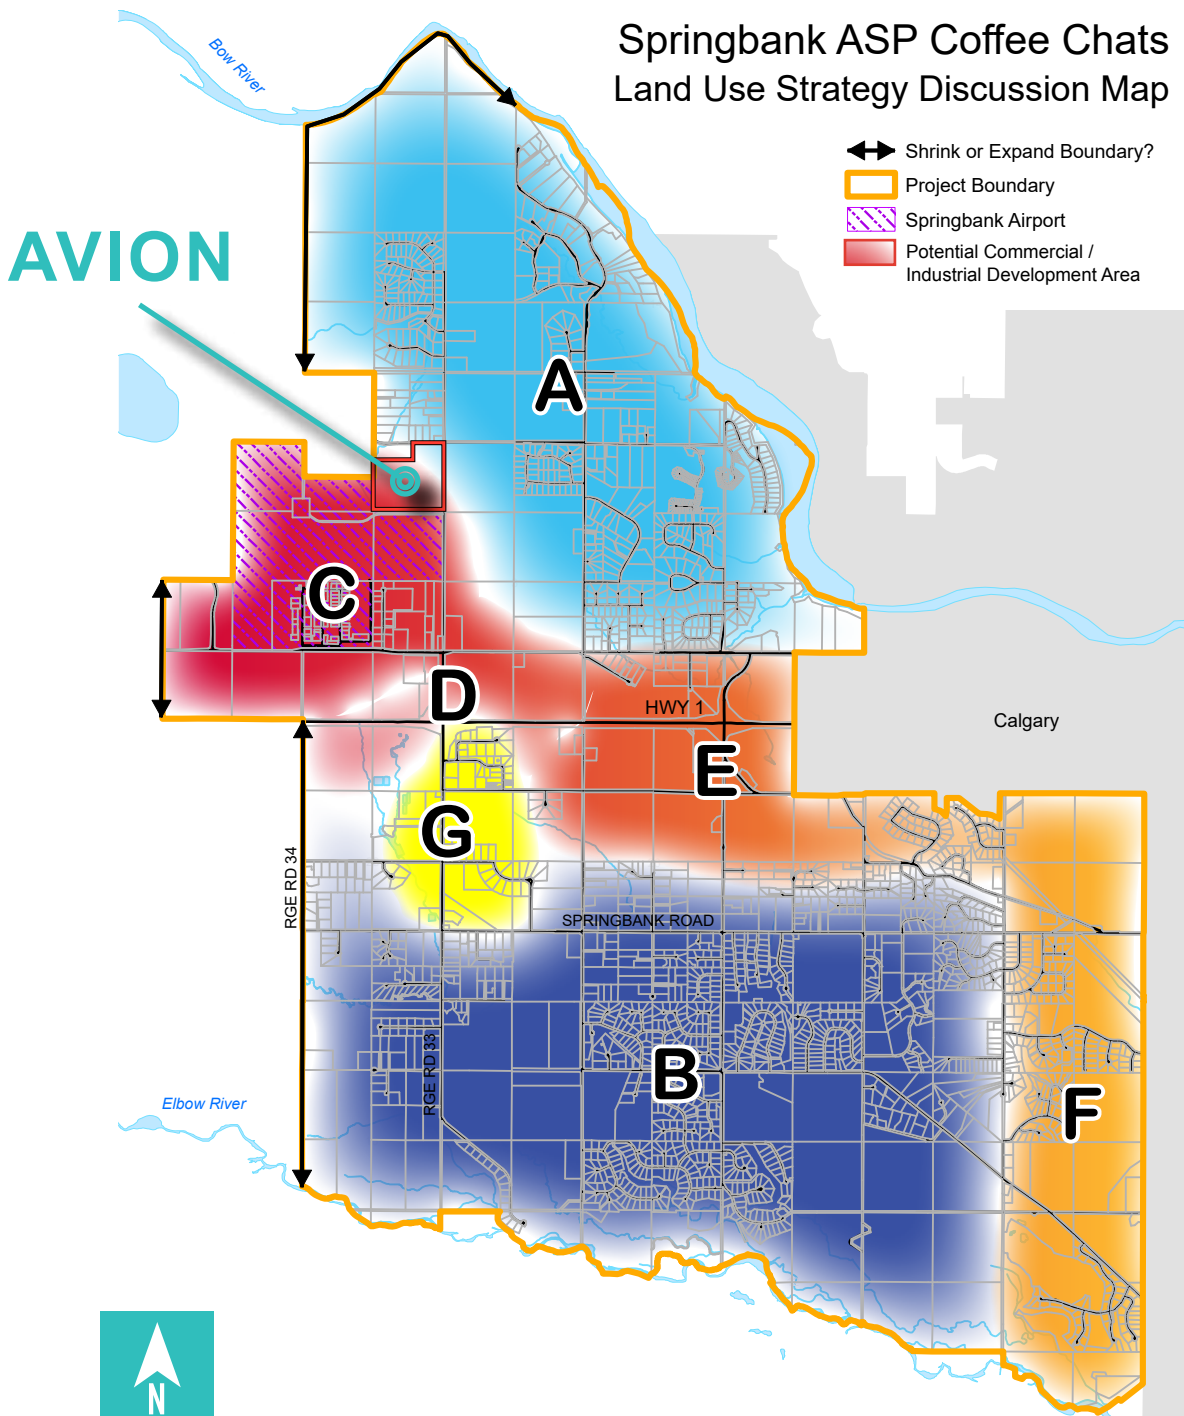 Springbank ASP Coffee Chats
Land Use Strategy Discussion Map
Bow River
Shrink or Expand Boundary?
Project Boundary
Springbank Airport
Potential Commercial /
Industrial Development Area
AVION
A
C
D
HWY 1
Calgary
E
G
RGE RD 34
SPRINGBANK ROAD
RGE RD 33
B
F
Elbow River
N